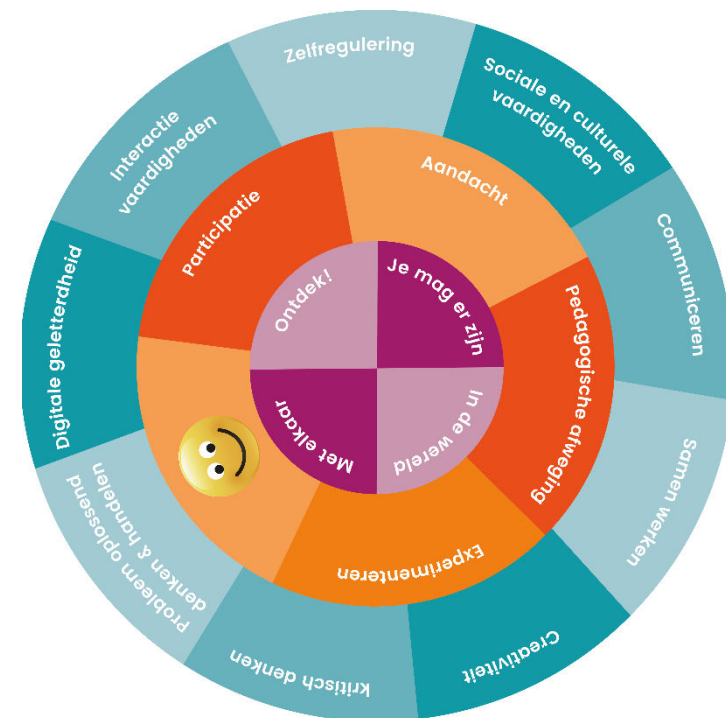 Zelfregulering
Sociale en culturele
vaardigheden
Communiceren
Samen werken
Creativiteit
kritisch denken
Probleem oplossend
denken & handelen
Digitale geletterdheid
Interactie
vaardigheden
Aandacht
Pedagogische afweging
Experimenteren
Participatie
Je mag er zijn
In de wereld
Met elkaar
Ontdek!